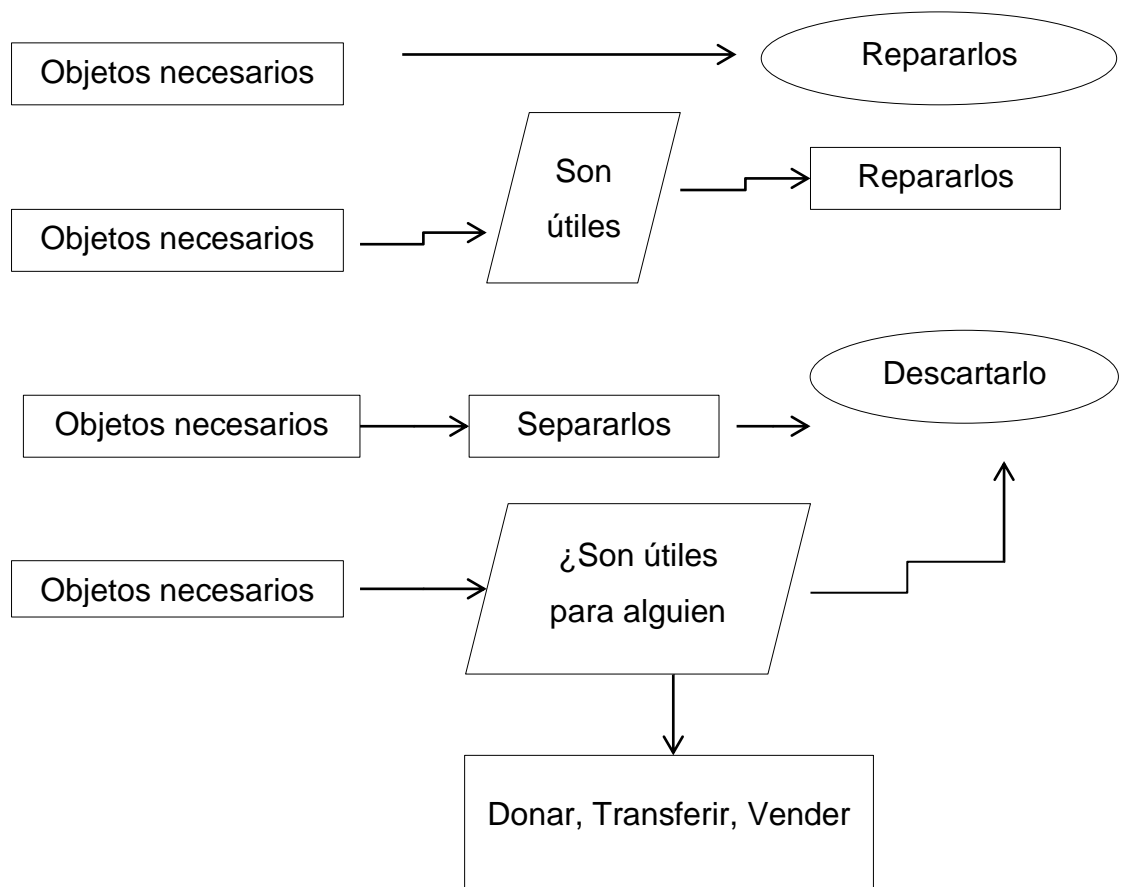 Objetos necesarios
Repararlos
Objetos necesarios
Son
útiles
Repararlos
Objetos necesarios
Separarlos
Descartarlo
Objetos necesarios
¿Son útiles
para alguien
Donar, Transferir, Vender